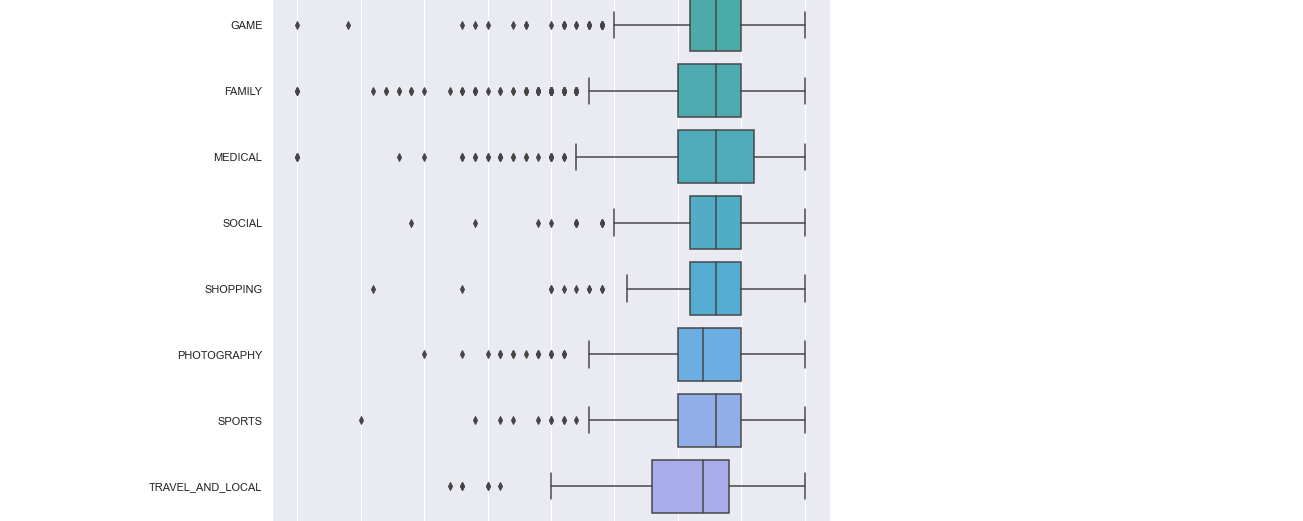 GAME
FAMILY
MEDICAL
SOCIAL
SHOPPING
PHOTOGRAPHY
SPORTS
TRAVEL_AND_LOCAL